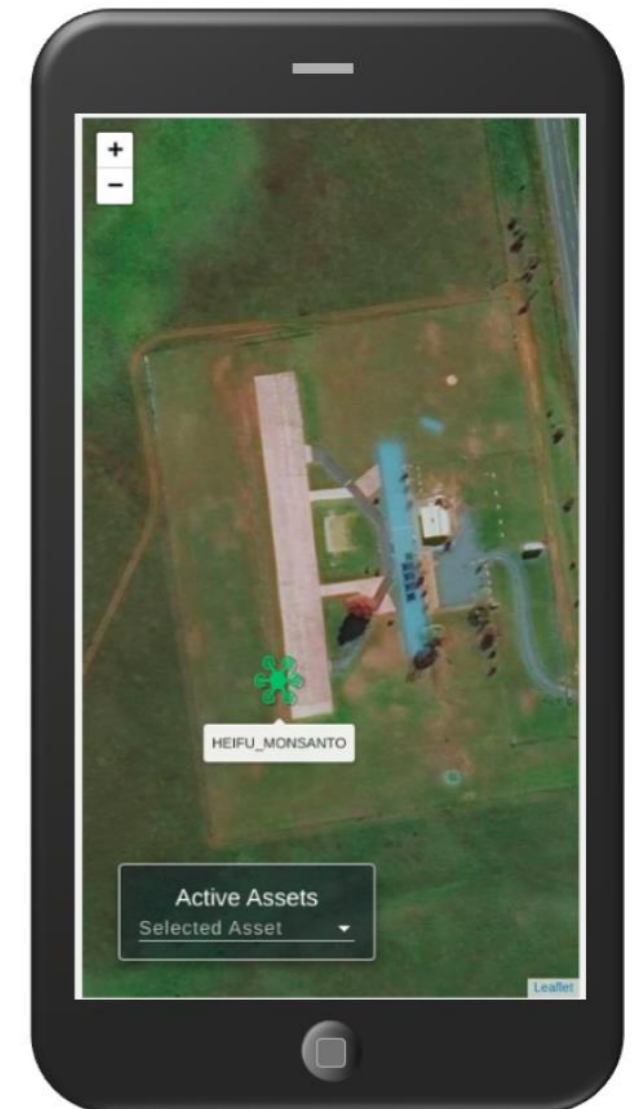 +
−
HEIFU_MONSANTO
Active Assets
Selected Asset
Leaflet